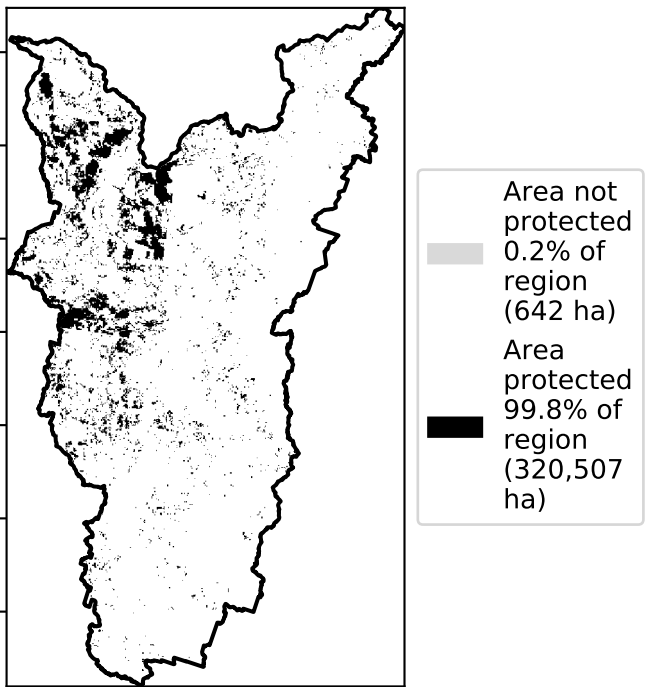 Area not
protected
0.2% of
region
(642 ha)
Area
protected
99.8% of
region
(320,507
ha)